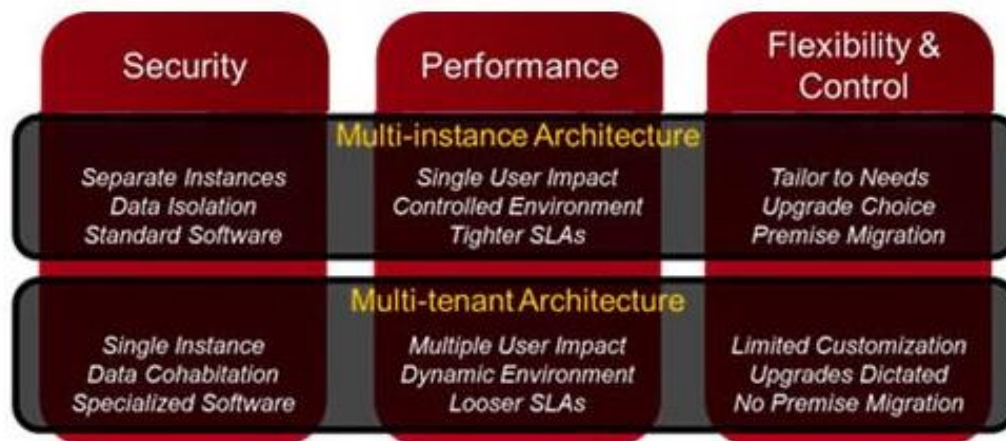 Security
Performance
Flexibility &
Control
Multi-instance Architecture
Separate Instances
Data Isolation
Standard Software
Single User Impact
Controlled Environment
Tighter SLAs
Tailor to Needs
Upgrade Choice
Premise Migration
Multi-tenant Architecture
Single Instance
Data Cohabitation
Specialized Software
Multiple User Impact
Dynamic Environment
Looser SLAs
Limited Customization
Upgrades Dictated
No Premise Migration